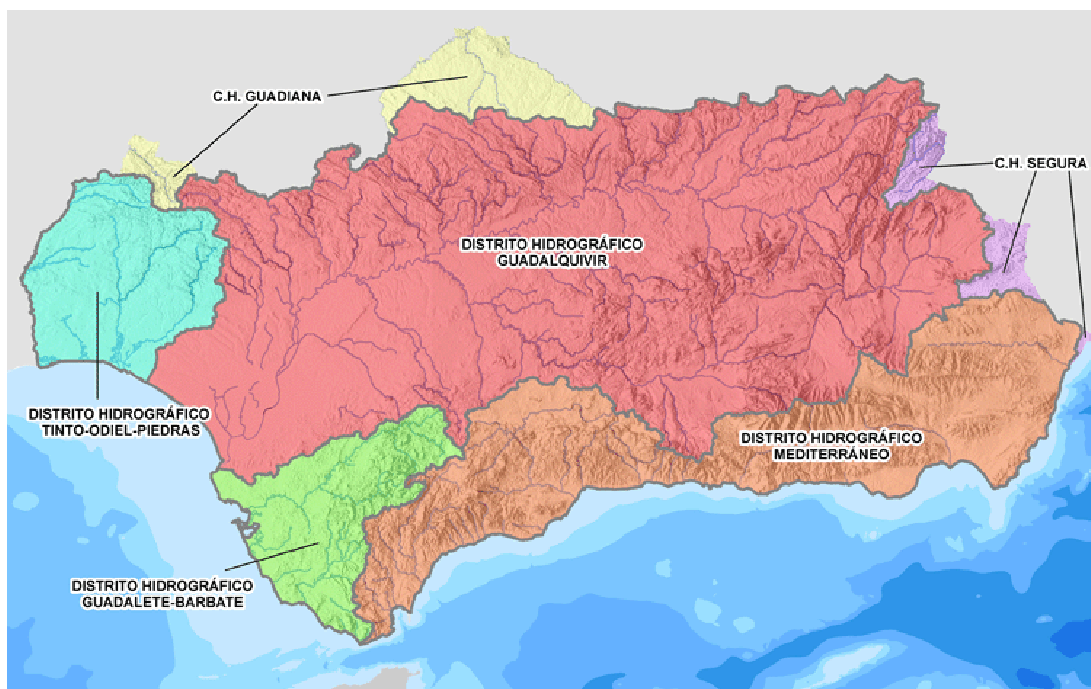 C.H. GUADIANA
C.H. SEGURA
DISTRITO HIDROGRÁFICO
GUADALQUIVIR
DISTRITO HIDROGRÁFICO
TINTO-ODIEL-PIEDRAS
DISTRITO HIDROGRÁFICO
MEDITERRÁNEO
DISTRITO HIDROGRÁFICO
GUADALETE-BARBATE